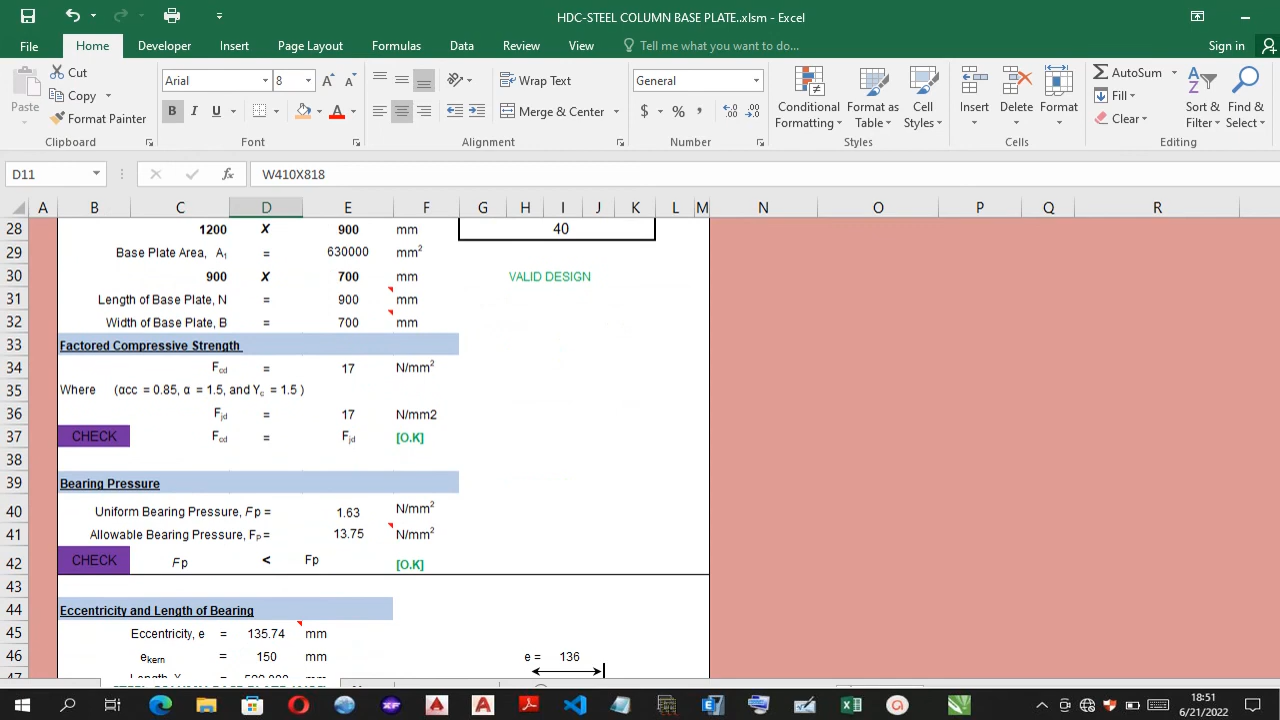 HDC-STEEL COLUMN BASE PLATE..xlsm - Excel
File Home Developer Insert Page Layout Formulas Data Review View Tell me what you want to do... Sign in
Paste Cut Copy Format Painter
Arial 8
B I U A
Wrap Text
Merge & Center
General
$ % ,
Conditional Formatting
Format as Table
Cell Styles
Insert Delete Format
AutoSum Fill Clear
Sort & Filter
Find & Select
Clipboard Font Alignment Number Styles Cells Editing
D11 fx W410X818
A B C D E F G H I J K L M N O P Q R
28 1200 X 900 mm 40
29 Base Plate Area, A1 = 630000 mm²
30 900 X 700 mm VALID DESIGN
31 Length of Base Plate, N = 900 mm
32 Width of Base Plate, B = 700 mm
33 Factored Compressive Strength
34 Fcd = 17 N/mm²
35 Where (αcc = 0.85, α = 1.5, and Yc = 1.5 )
36 Fjd = 17 N/mm2
37 CHECK Fcd = Fjd [O.K]
38
39 Bearing Pressure
40 Uniform Bearing Pressure, Fp = 1.63 N/mm²
41 Allowable Bearing Pressure, FP = 13.75 N/mm²
42 CHECK Fp < Fp [O.K]
43
44 Eccentricity and Length of Bearing
45 Eccentricity, e = 135.74 mm
46 ekern = 150 mm e = 136
18:51
6/21/2022